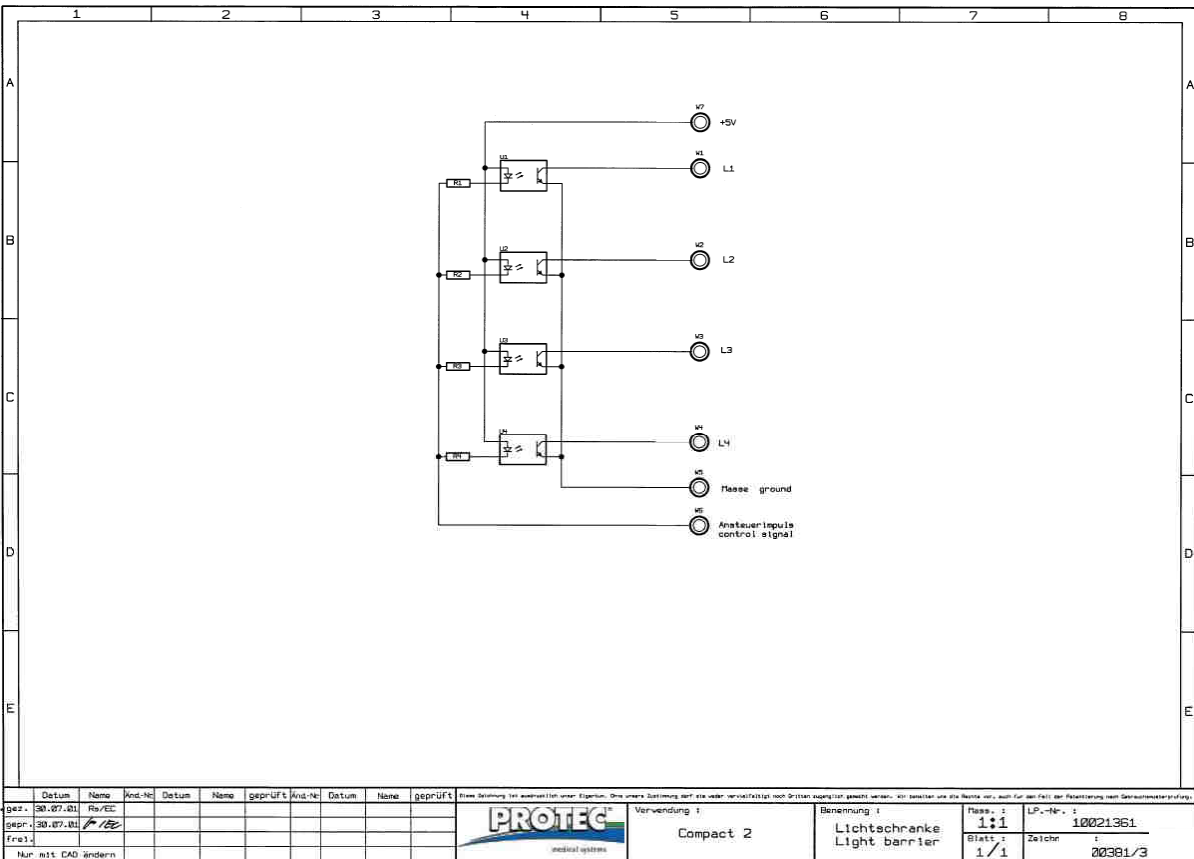 1 2 3 4 5 6 7 8
A A
W7
+5V
W1
L1
U1
R1
B B
W2
L2
U2
R2
W3
L3
U3
R3
C C
W4
L4
U4
R4
W5
Masse ground
W6
Ansteuerimpuls
control signal
D D
E E
Datum Name Änd-Nr Datum Name geprüft Änd-Nr Datum Name geprüft
gez. 30.07.01 Rs/EC
gepr. 30.07.01
frei.
Nur mit CAD ändern
PROTEC
medical systems
Verwendung :
Compact 2
Benennung :
Lichtschranke
Light barrier
Mass. :
1:1
Blatt :
1/1
LP.-Nr. :
10021361
Zeichn :
00381/3